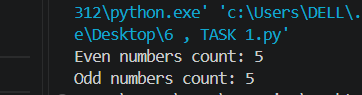 312\python.exe' 'c:\Users\DELL\.
e\Desktop\6 , TASK 1.py'
Even numbers count: 5
Odd numbers count: 5